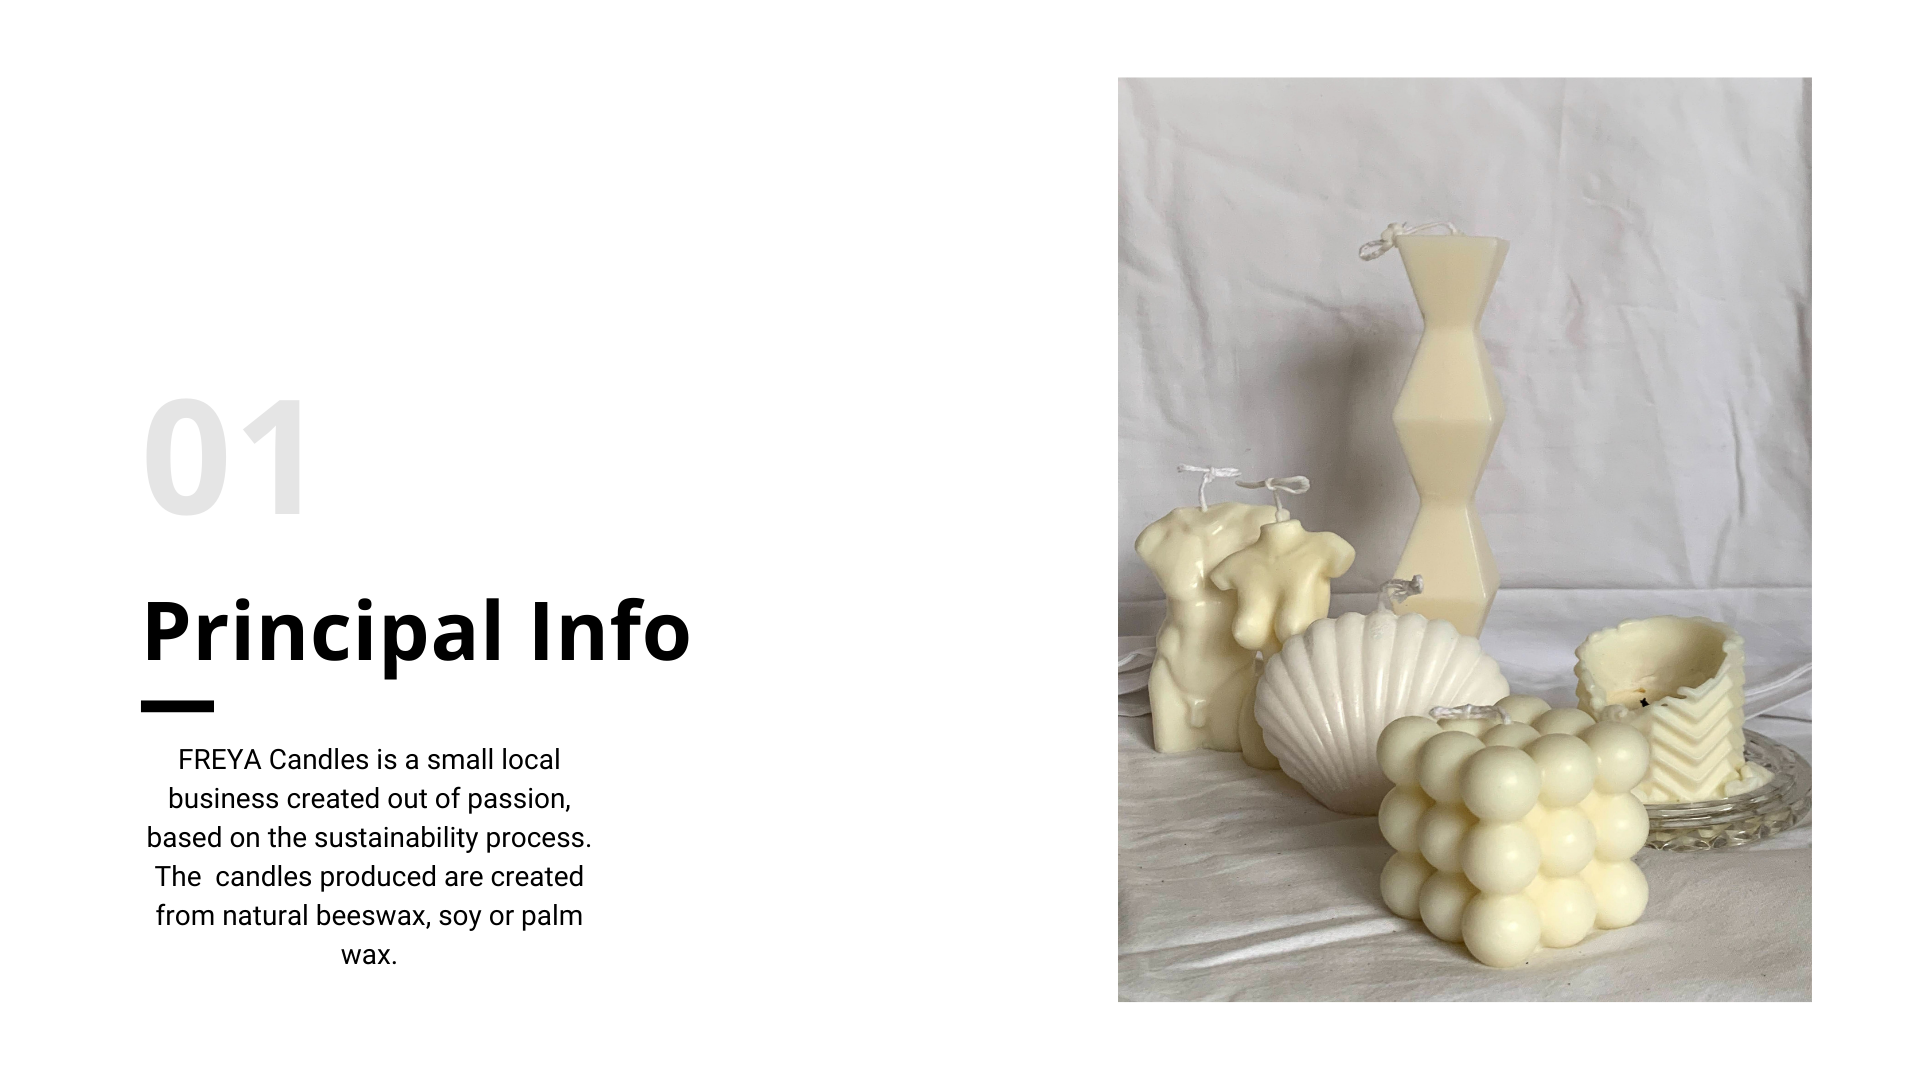 01
Principal Info
FREYA Candles is a small local
business created out of passion,
based on the sustainability process.
The  candles produced are created
from natural beeswax, soy or palm
wax.